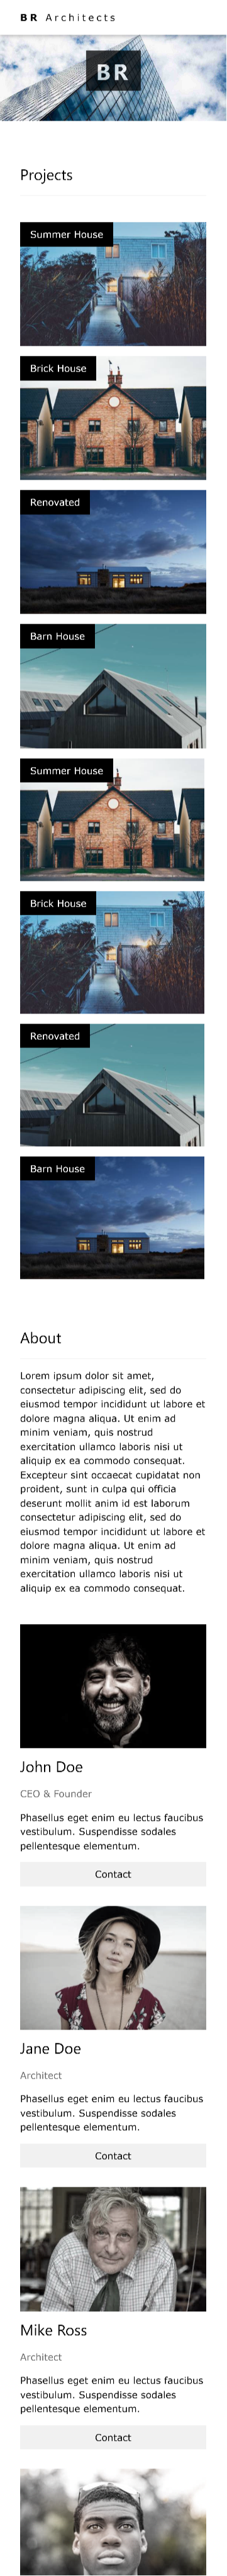 BR Architects
BR
Projects
Summer House
Brick House
Renovated
Barn House
Summer House
Brick House
Renovated
Barn House
About
Lorem ipsum dolor sit amet,
consectetur adipiscing elit, sed do
eiusmod tempor incididunt ut labore et
dolore magna aliqua. Ut enim ad
minim veniam, quis nostrud
exercitation ullamco laboris nisi ut
aliquip ex ea commodo consequat.
Excepteur sint occaecat cupidatat non
proident, sunt in culpa qui officia
deserunt mollit anim id est laborum
consectetur adipiscing elit, sed do
eiusmod tempor incididunt ut labore et
dolore magna aliqua. Ut enim ad
minim veniam, quis nostrud
exercitation ullamco laboris nisi ut
aliquip ex ea commodo consequat.
John Doe
CEO & Founder
Phasellus eget enim eu lectus faucibus
vestibulum. Suspendisse sodales
pellentesque elementum.
Contact
Jane Doe
Architect
Phasellus eget enim eu lectus faucibus
vestibulum. Suspendisse sodales
pellentesque elementum.
Contact
Mike Ross
Architect
Phasellus eget enim eu lectus faucibus
vestibulum. Suspendisse sodales
pellentesque elementum.
Contact